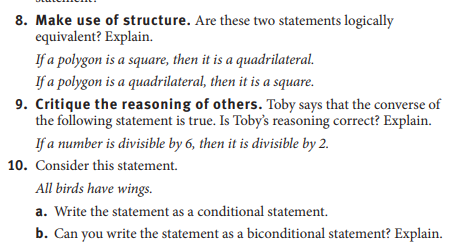 8. Make use of structure. Are these two statements logically
equivalent? Explain.
If a polygon is a square, then it is a quadrilateral.
If a polygon is a quadrilateral, then it is a square.
9. Critique the reasoning of others. Toby says that the converse of
the following statement is true. Is Toby’s reasoning correct? Explain.
If a number is divisible by 6, then it is divisible by 2.
10. Consider this statement.
All birds have wings.
a. Write the statement as a conditional statement.
b. Can you write the statement as a biconditional statement? Explain.